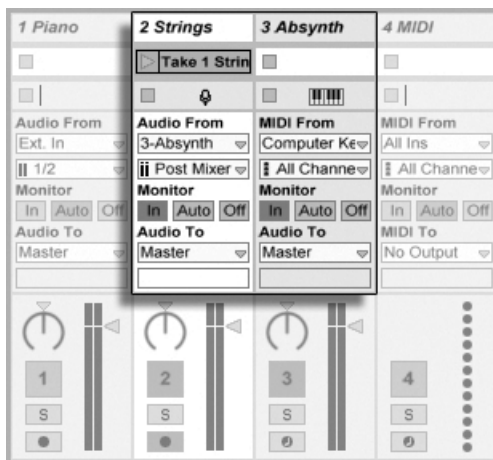 1 Piano
2 Strings
3 Absynth
4 MIDI
Take 1 Strin
Audio From
Audio From
MIDI From
MIDI From
Ext. In
3-Absynth
Computer Ke
All Ins
1/2
Post Mixer
All Channe
All Channe
Monitor
Monitor
Monitor
Monitor
In Auto Off
In Auto Off
In Auto Off
In Auto Off
Audio To
Audio To
Audio To
MIDI To
Master
Master
Master
No Output
1
2
3
4
S
S
S
S